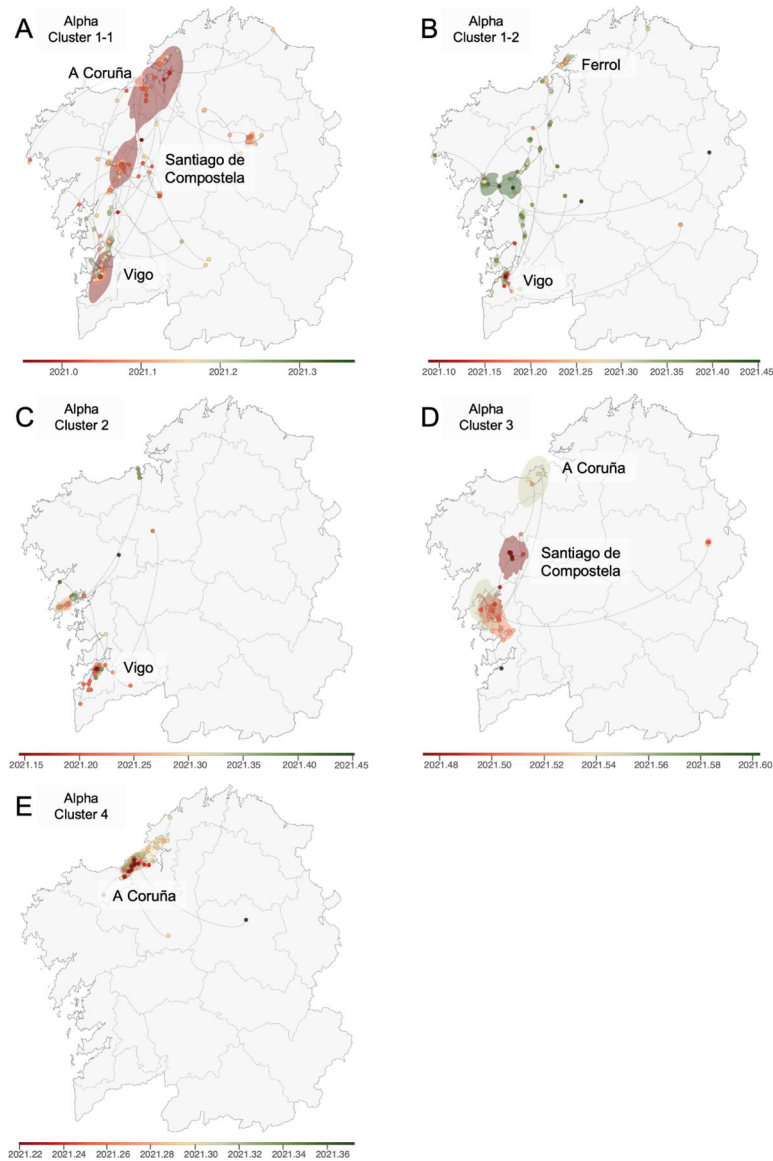 A
Alpha
Cluster 1-1
A Coruña
Santiago de
Compostela
Vigo
2021.0 2021.1 2021.2 2021.3
B
Alpha
Cluster 1-2
Ferrol
Vigo
2021.10 2021.15 2021.20 2021.25 2021.30 2021.35 2021.40 2021.45
C
Alpha
Cluster 2
Vigo
2021.15 2021.20 2021.25 2021.30 2021.35 2021.40 2021.45
D
Alpha
Cluster 3
A Coruña
Santiago de
Compostela
2021.48 2021.50 2021.52 2021.54 2021.56 2021.58 2021.60
E
Alpha
Cluster 4
A Coruña
2021.22 2021.24 2021.26 2021.28 2021.30 2021.32 2021.34 2021.36